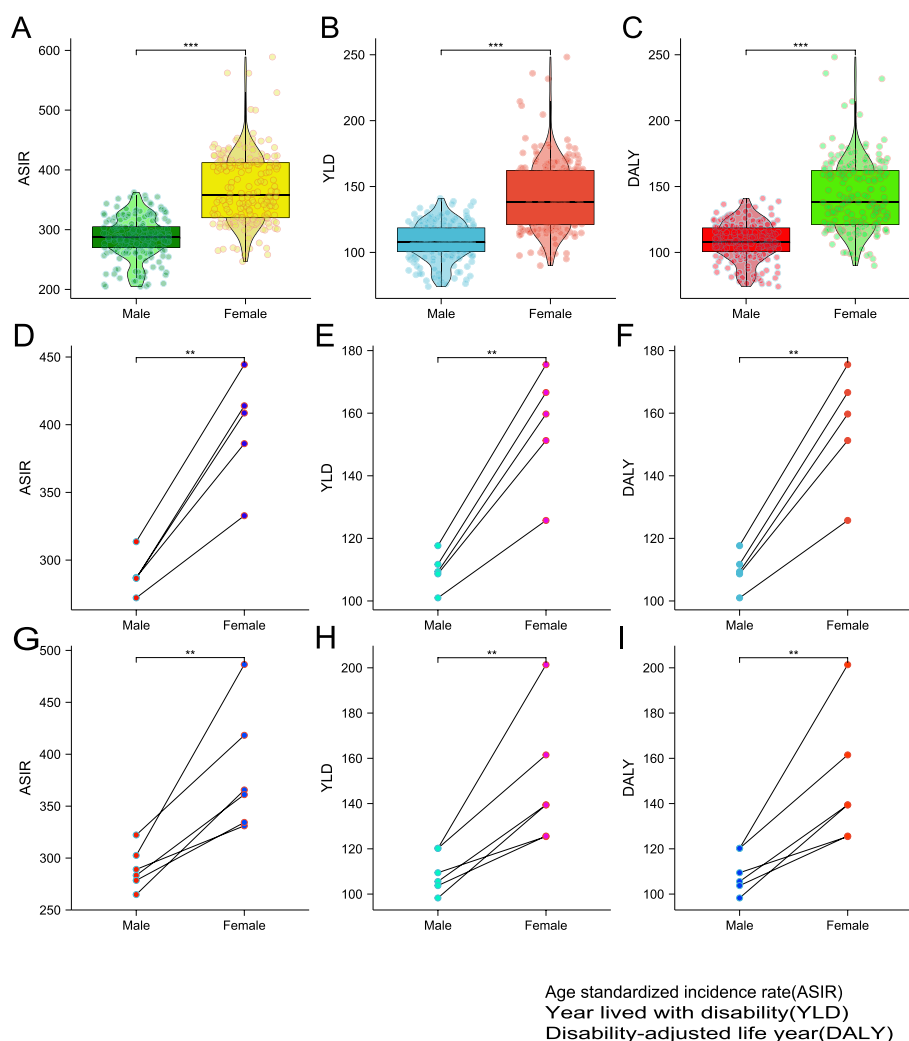 A
B
C
***
***
***
600
500
400
300
200
ASIR
Male
Female
250
200
150
100
YLD
Male
Female
250
200
150
100
DALY
Male
Female
D
E
F
**
**
**
450
400
350
300
ASIR
Male
Female
180
160
140
120
100
YLD
Male
Female
180
160
140
120
100
DALY
Male
Female
G
H
I
**
**
**
500
450
400
350
300
250
ASIR
Male
Female
200
180
160
140
120
100
YLD
Male
Female
200
180
160
140
120
100
DALY
Male
Female
Age standardized incidence rate(ASIR)
Year lived with disability(YLD)
Disability-adjusted life year(DALY)